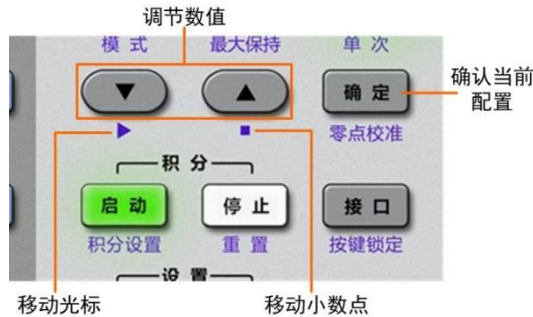 调节数值
模式 最大保持 单次
确定
确认当前
配置
零点校准
积分
启动 停止 接口
积分设置 重置 按键锁定
设置
移动光标 移动小数点